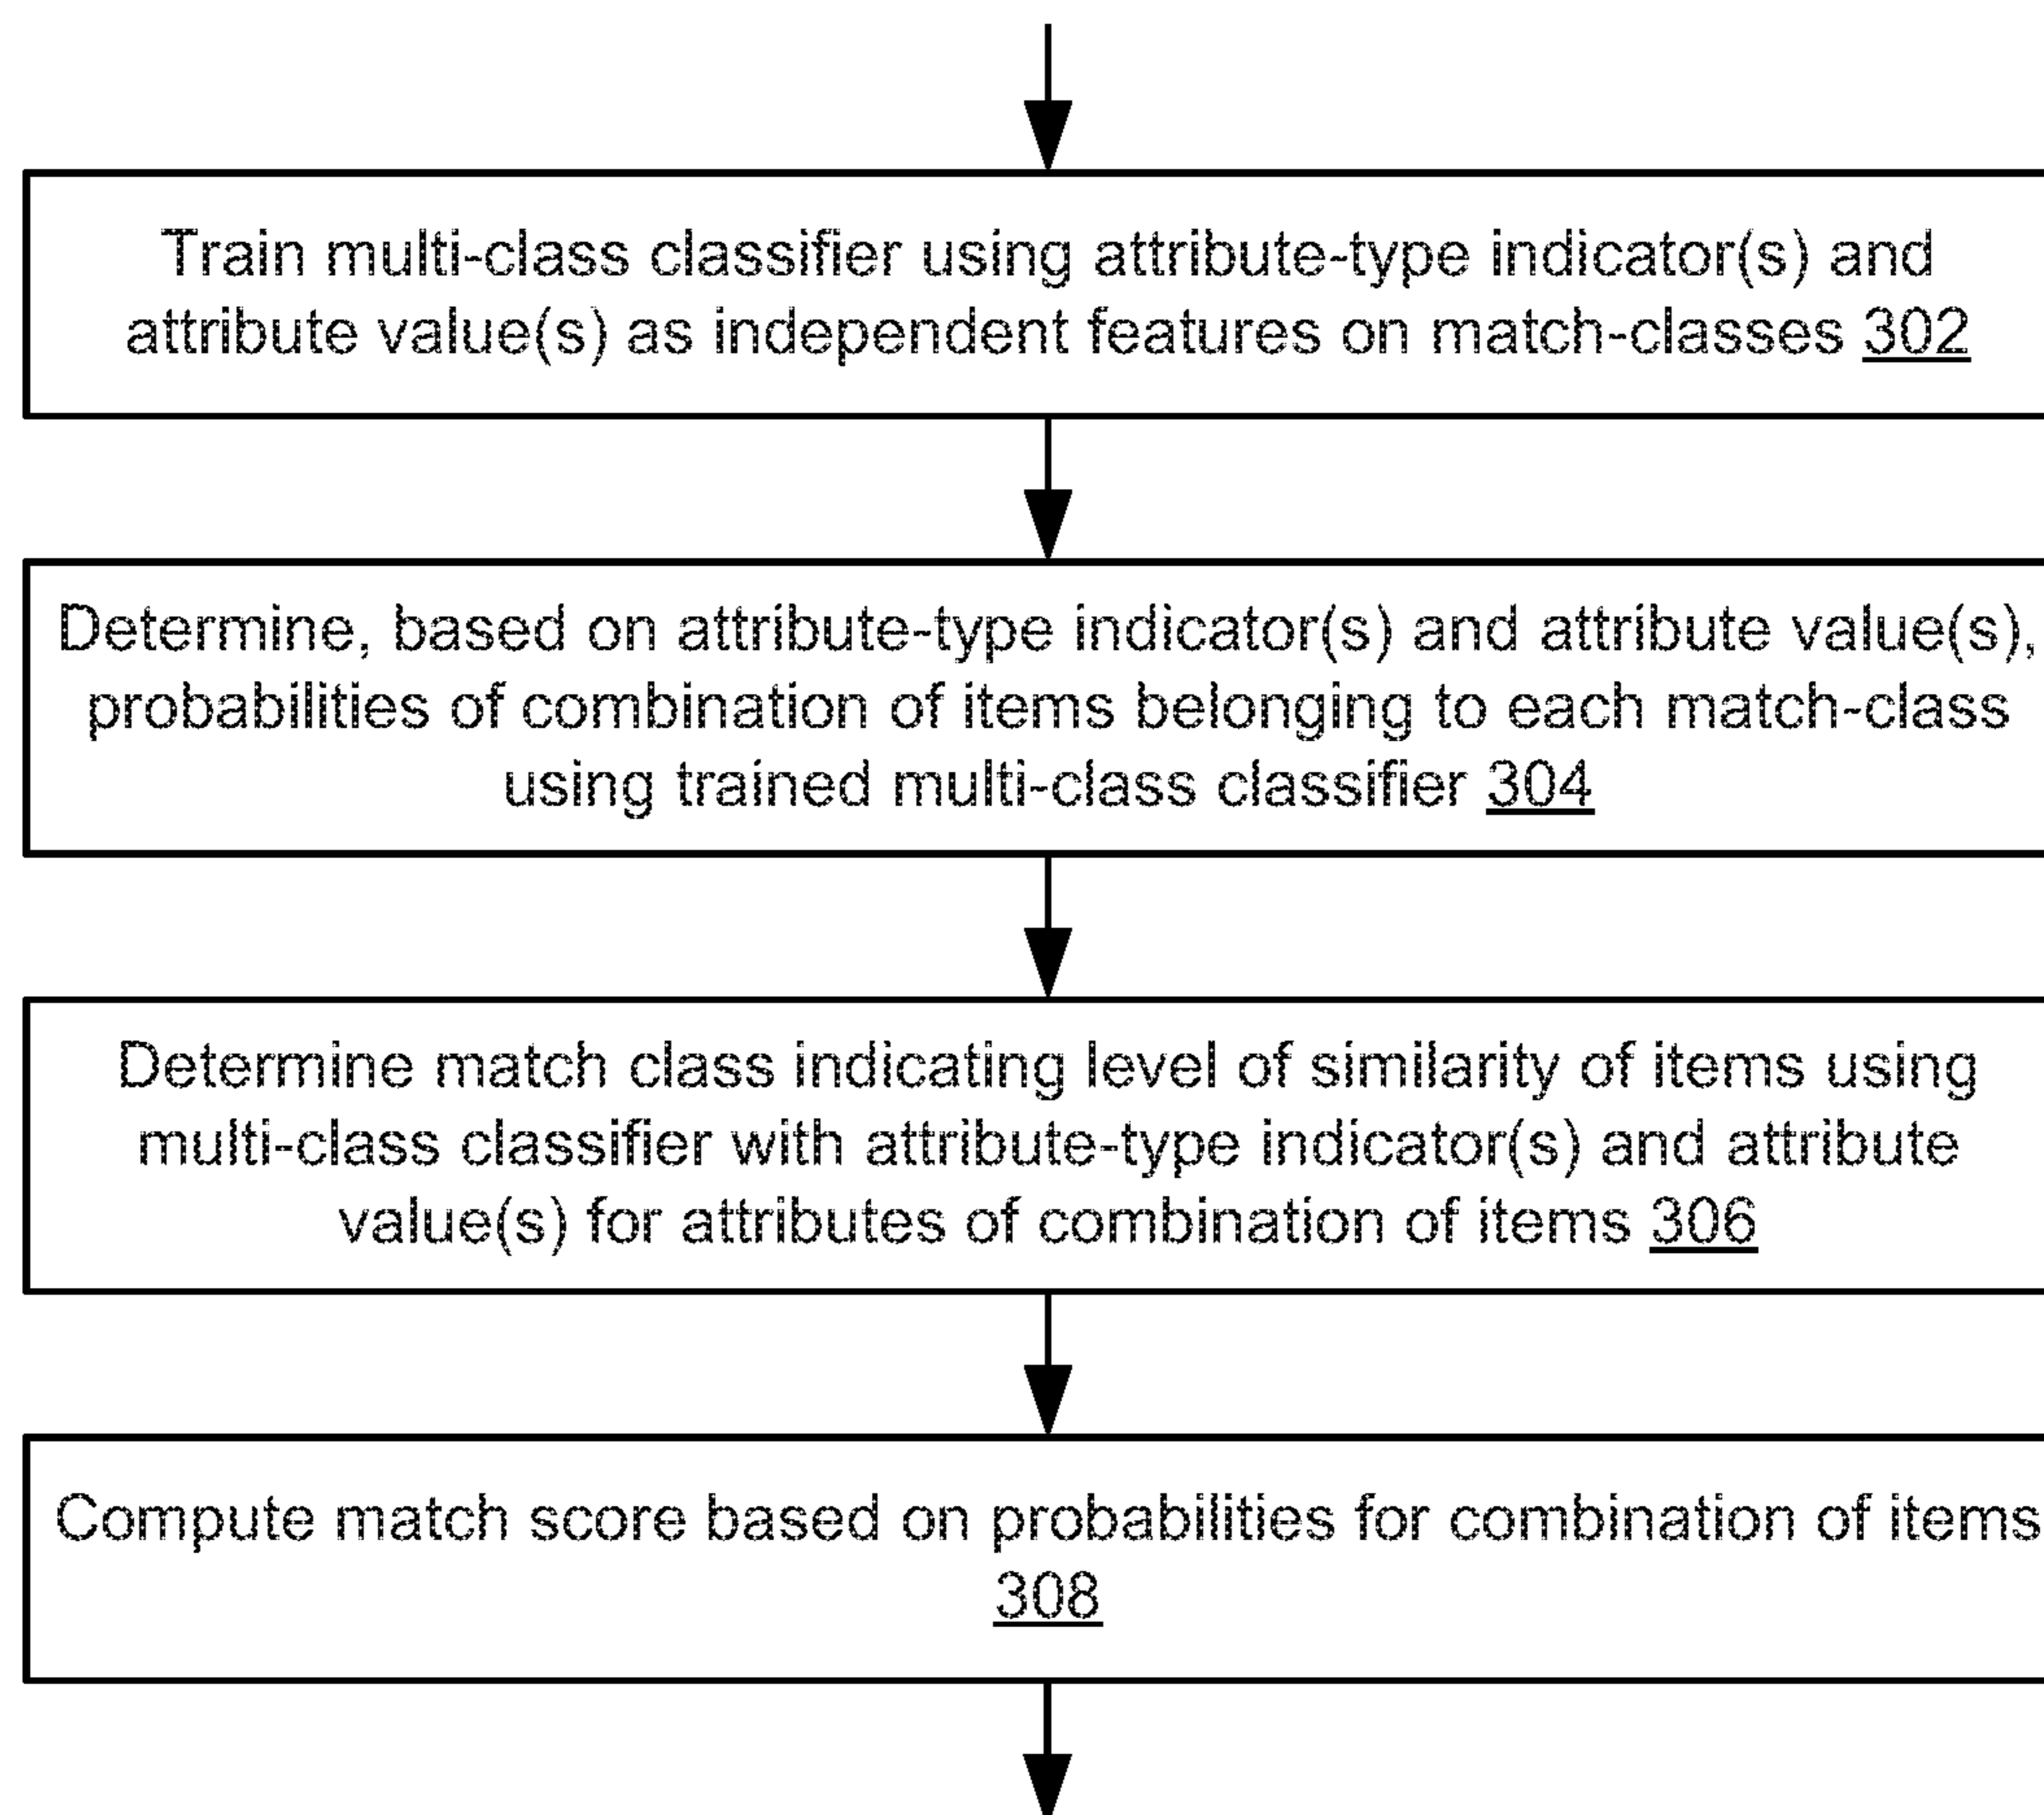 Train multi-class classifier using attribute-type indicator(s) and
attribute value(s) as independent features on match-classes 302
Determine, based on attribute-type indicator(s) and attribute value(s),
probabilities of combination of items belonging to each match-class
using trained multi-class classifier 304
Determine match class indicating level of similarity of items using
multi-class classifier with attribute-type indicator(s) and attribute
value(s) for attributes of combination of items 306
Compute match score based on probabilities for combination of items
308